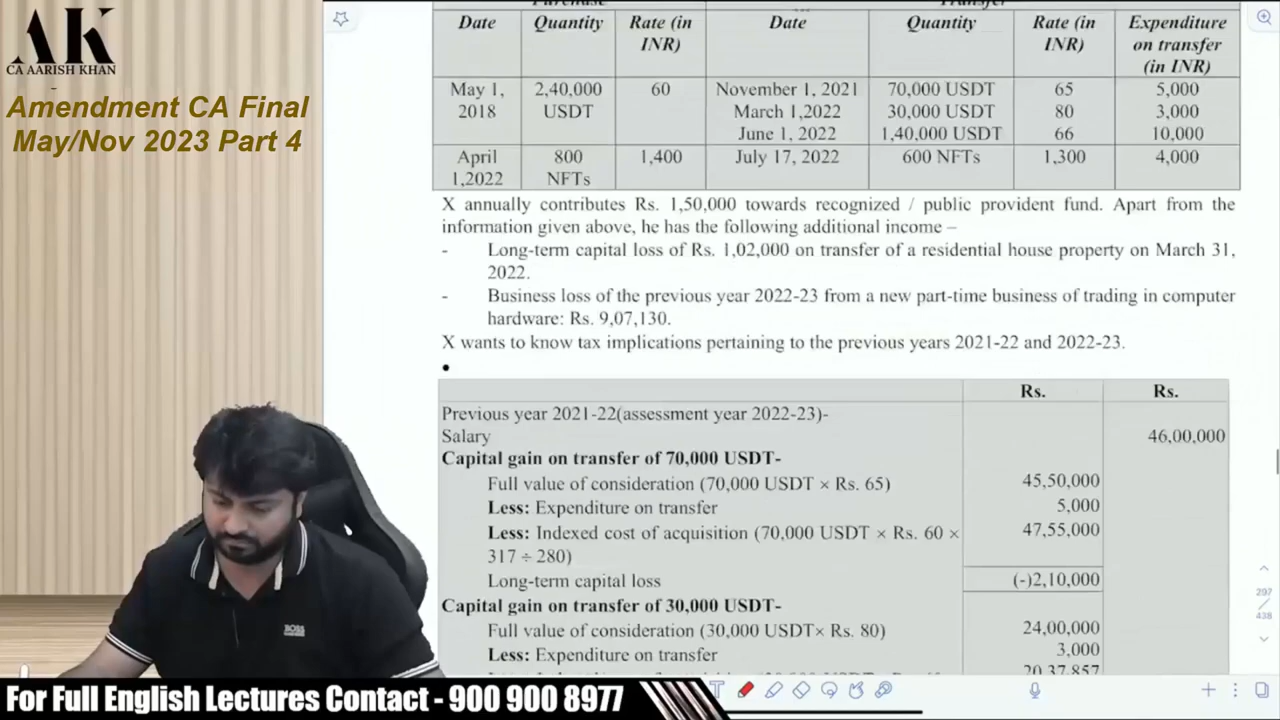 AK
CA AARISH KHAN
Amendment CA Final
May/Nov 2023 Part 4
Date Quantity Rate (in INR) Date Quantity Rate (in INR) Expenditure on transfer (in INR)
May 1, 2018 2,40,000 USDT 60 November 1, 2021 70,000 USDT 65 5,000
March 1,2022 30,000 USDT 80 3,000
June 1, 2022 1,40,000 USDT 66 10,000
April 1,2022 800 NFTs 1,400 July 17, 2022 600 NFTs 1,300 4,000
X annually contributes Rs. 1,50,000 towards recognized / public provident fund. Apart from the
information given above, he has the following additional income –
- Long-term capital loss of Rs. 1,02,000 on transfer of a residential house property on March 31,
2022.
- Business loss of the previous year 2022-23 from a new part-time business of trading in computer
hardware: Rs. 9,07,130.
X wants to know tax implications pertaining to the previous years 2021-22 and 2022-23.
Rs. Rs.
Previous year 2021-22(assessment year 2022-23)-
Salary 46,00,000
Capital gain on transfer of 70,000 USDT-
Full value of consideration (70,000 USDT × Rs. 65) 45,50,000
Less: Expenditure on transfer 5,000
Less: Indexed cost of acquisition (70,000 USDT × Rs. 60 × 47,55,000
317 ÷ 280)
Long-term capital loss (-)2,10,000
Capital gain on transfer of 30,000 USDT-
Full value of consideration (30,000 USDT× Rs. 80) 24,00,000
Less: Expenditure on transfer 3,000
20,37,857
297
/
438
BOSS
For Full English Lectures Contact - 900 900 8977